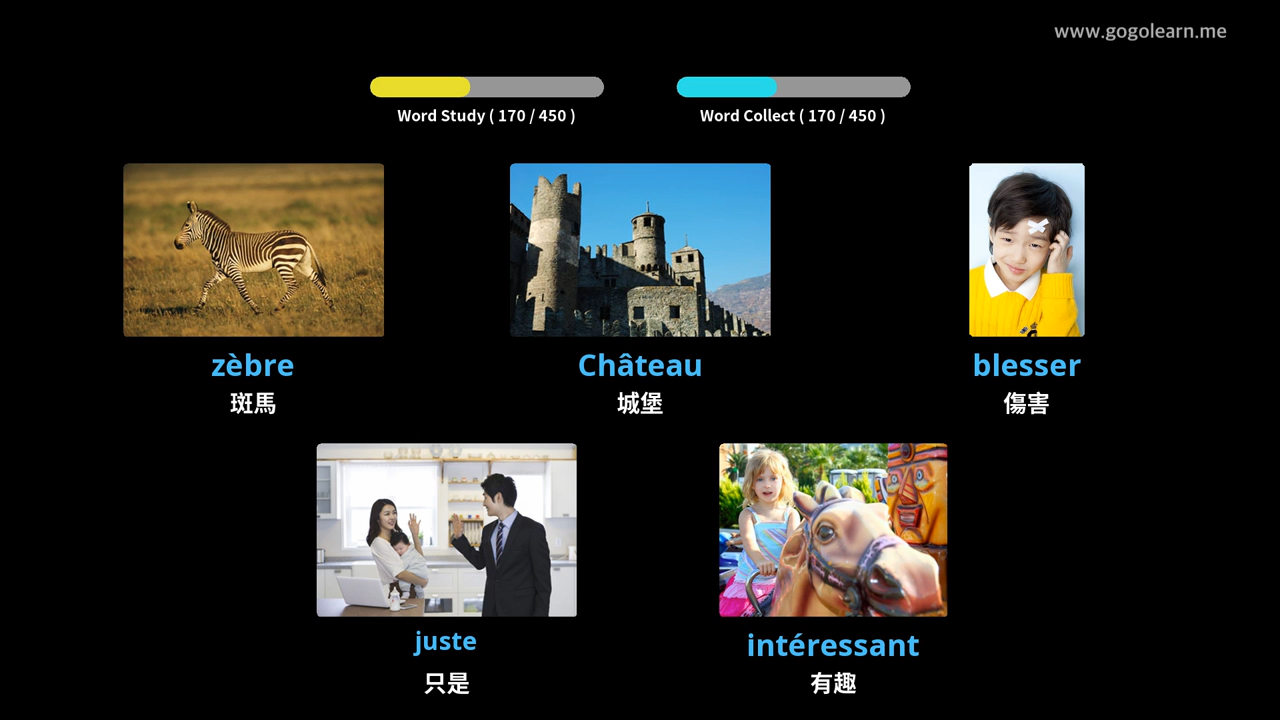 www.gogolearn.me
Word Study ( 170 / 450 )
Word Collect ( 170 / 450 )
zèbre
斑馬
Château
城堡
blesser
傷害
juste
只是
intéressant
有趣